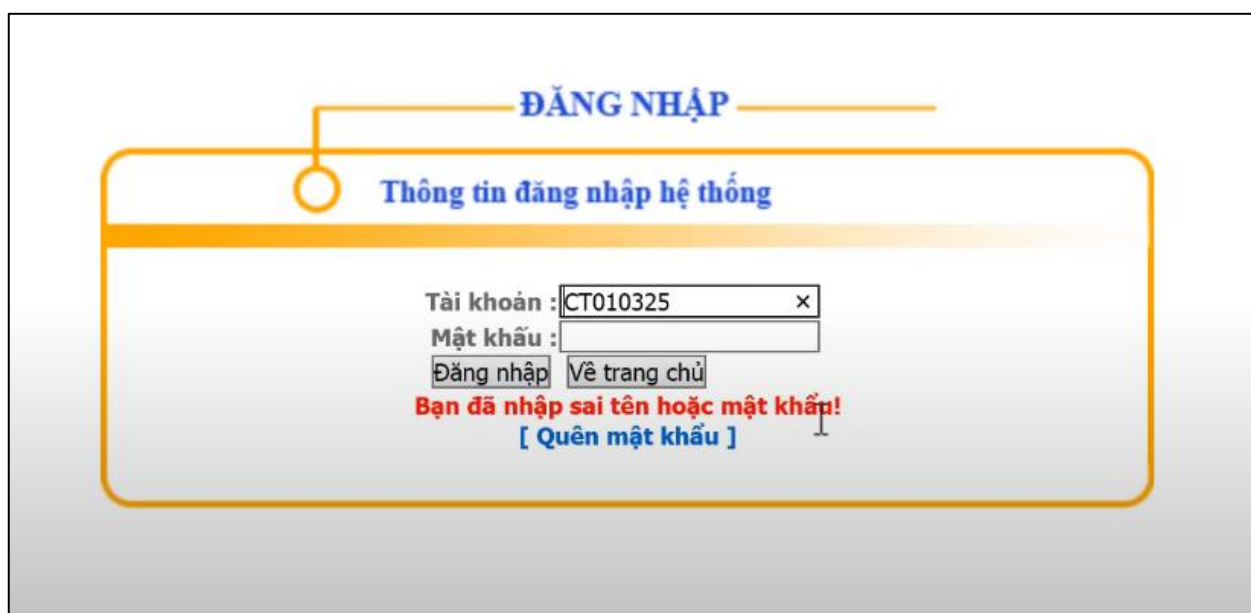 ĐĂNG NHẬP
Thông tin đăng nhập hệ thống
Tài khoản : CT010325 ×
Mật khẩu :
Đăng nhập Về trang chủ
Bạn đã nhập sai tên hoặc mật khẩu!
[ Quên mật khẩu ]